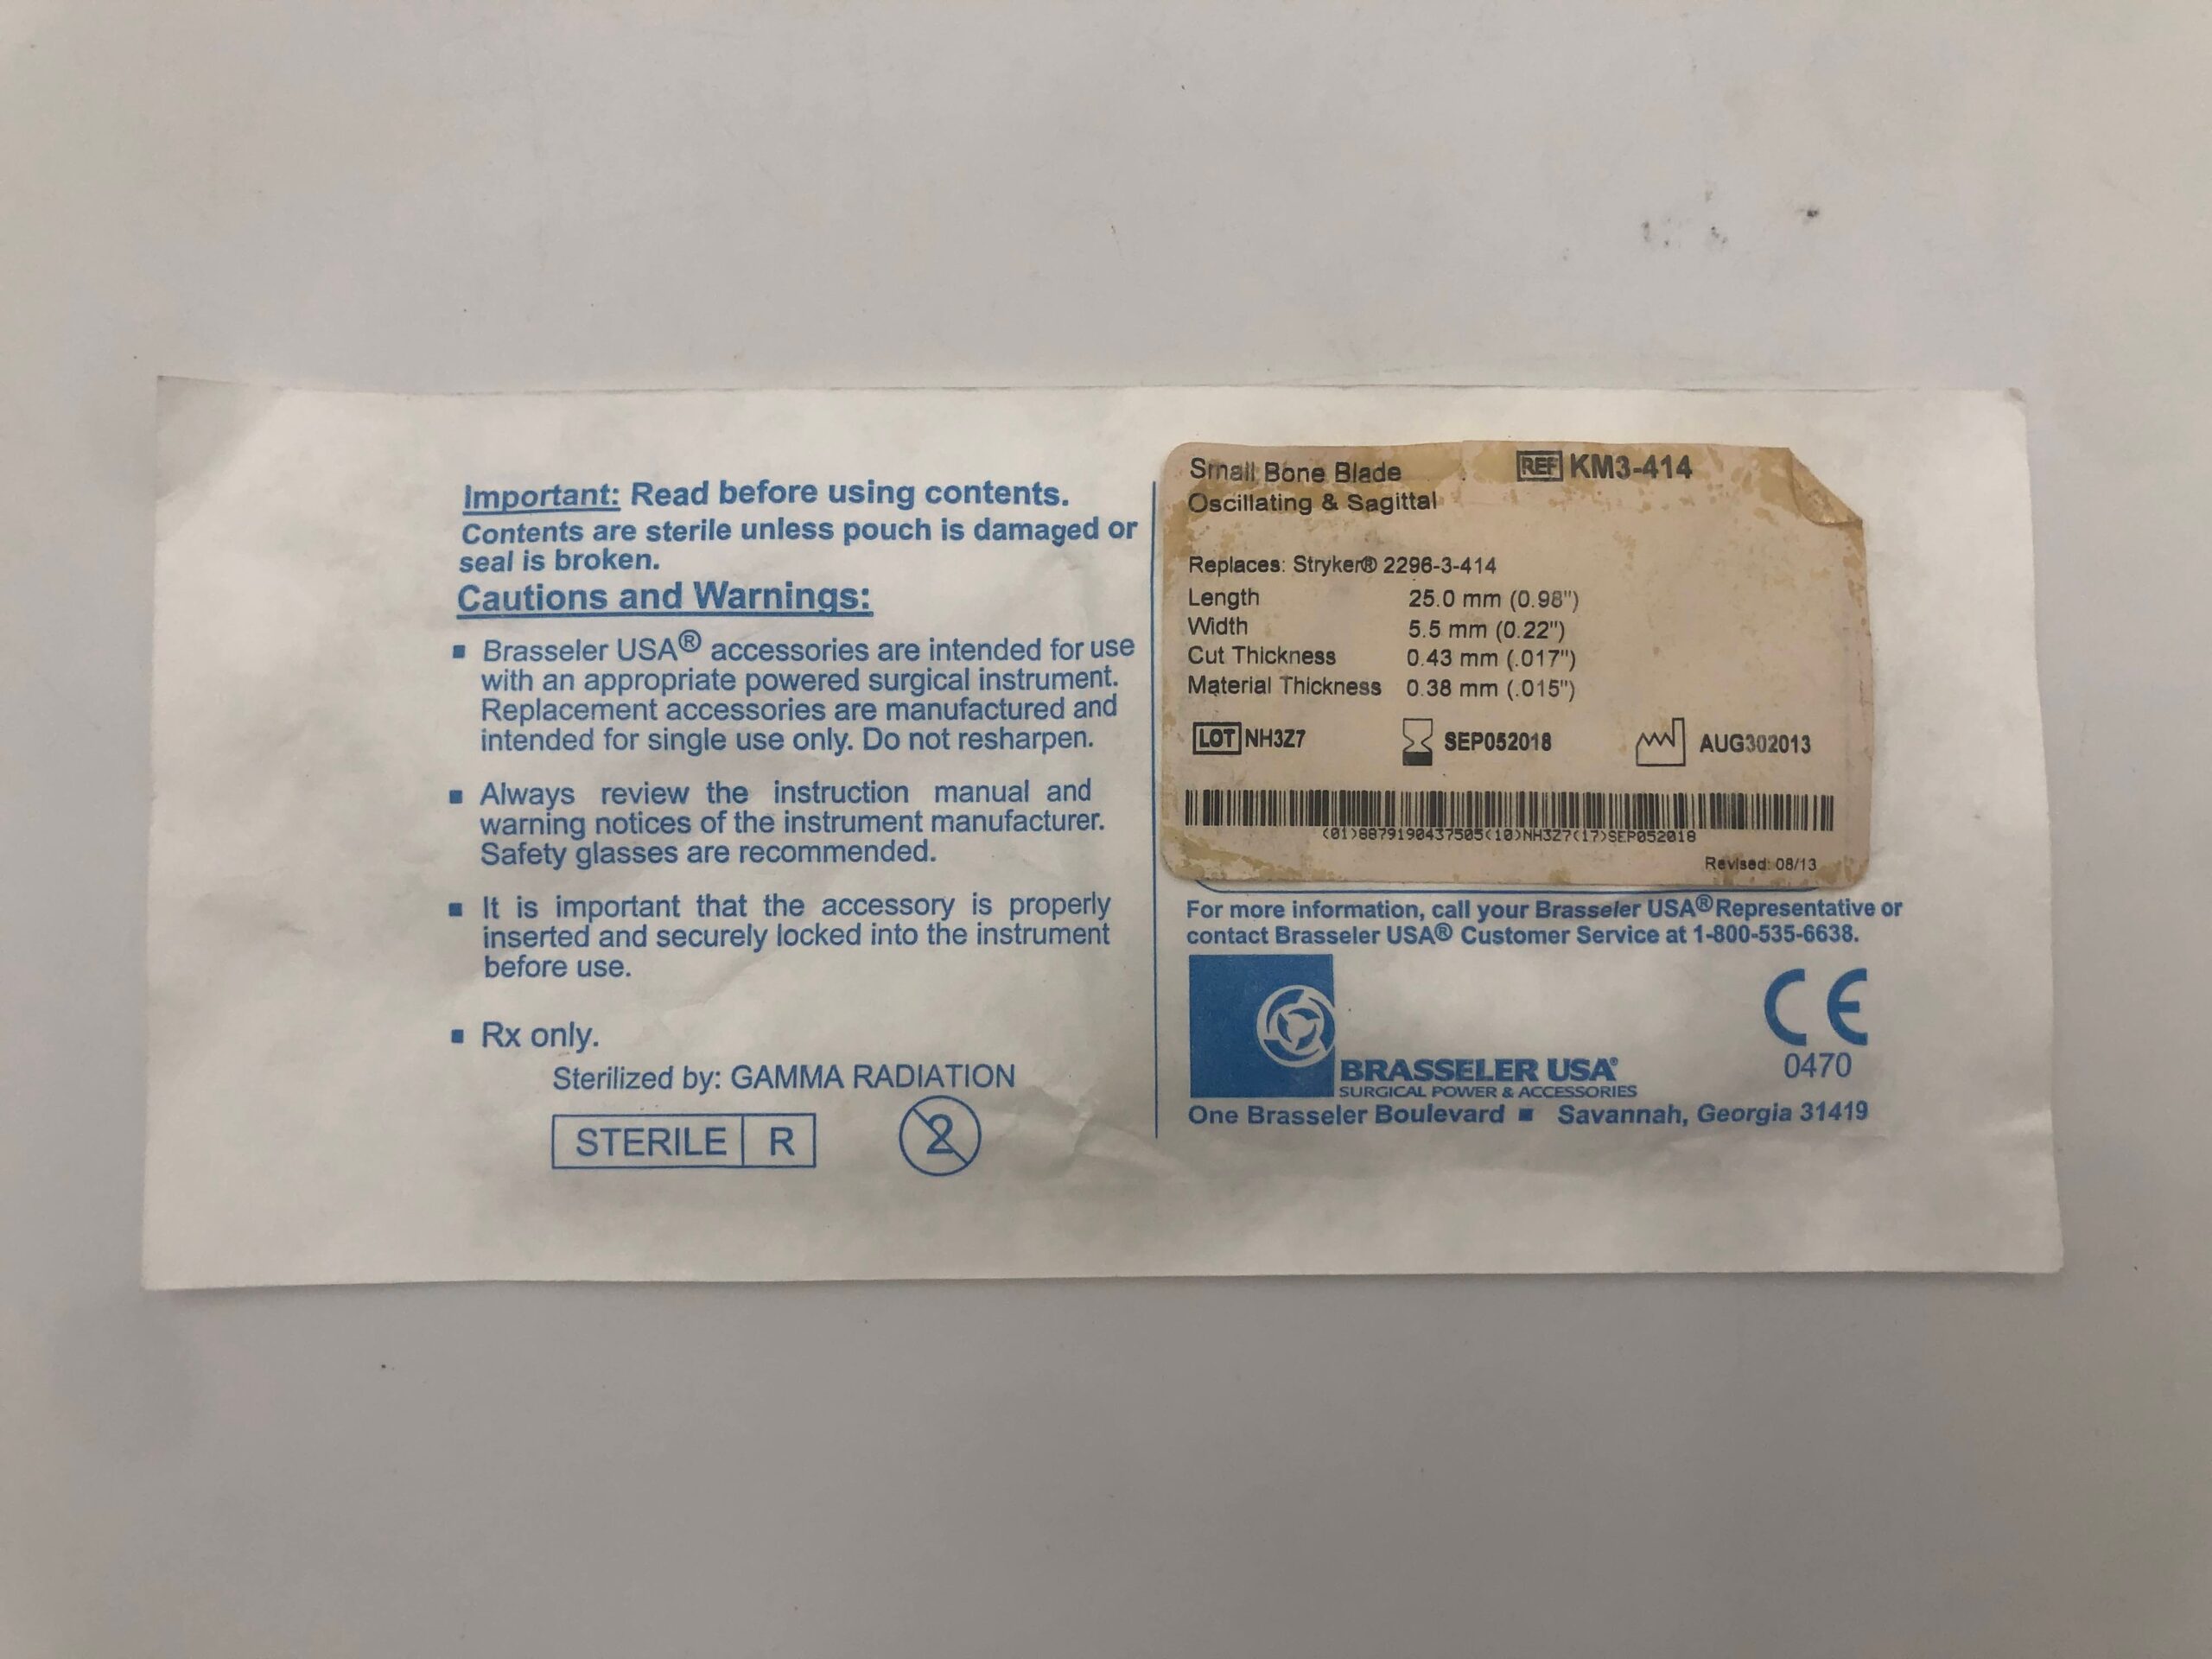 Important: Read before using contents.
Contents are sterile unless pouch is damaged or
seal is broken.
Cautions and Warnings:
▪ Brasseler USA® accessories are intended for use
with an appropriate powered surgical instrument.
Replacement accessories are manufactured and
intended for single use only. Do not resharpen.
▪ Always review the instruction manual and
warning notices of the instrument manufacturer.
Safety glasses are recommended.
▪ It is important that the accessory is properly
inserted and securely locked into the instrument
before use.
▪ Rx only.
Sterilized by: GAMMA RADIATION
STERILE R
2
Small Bone Blade REF KM3-414
Oscillating & Sagittal
Replaces: Stryker® 2296-3-414
Length 25.0 mm (0.98")
Width 5.5 mm (0.22")
Cut Thickness 0.43 mm (.017")
Material Thickness 0.38 mm (.015")
LOT NH3Z7 SEP052018 AUG302013
(01)8879190437505(10)NH3Z7(17)SEP052018
Revised: 08/13
For more information, call your Brasseler USA® Representative or
contact Brasseler USA® Customer Service at 1-800-535-6638.
CE
0470
BRASSELER USA®
SURGICAL POWER & ACCESSORIES
One Brasseler Boulevard ▪ Savannah, Georgia 31419